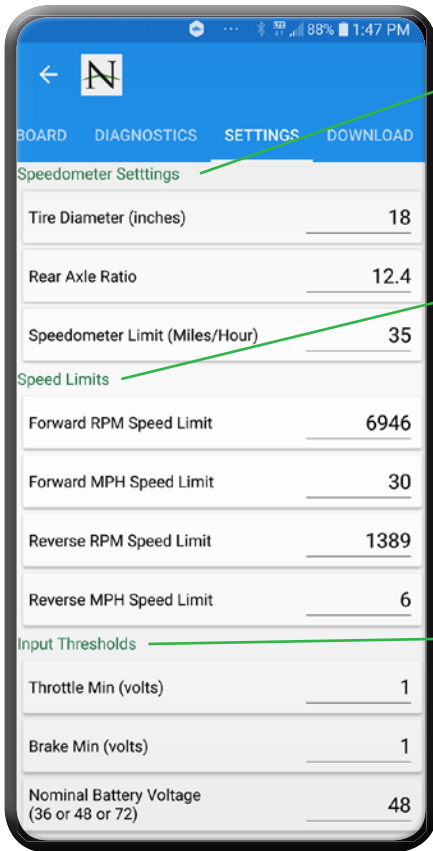 88% 1:47 PM
N
BOARD DIAGNOSTICS SETTINGS DOWNLOAD
Speedometer Setttings
Tire Diameter (inches) 18
Rear Axle Ratio 12.4
Speedometer Limit (Miles/Hour) 35
Speed Limits
Forward RPM Speed Limit 6946
Forward MPH Speed Limit 30
Reverse RPM Speed Limit 1389
Reverse MPH Speed Limit 6
Input Thresholds
Throttle Min (volts) 1
Brake Min (volts) 1
Nominal Battery Voltage
(36 or 48 or 72) 48